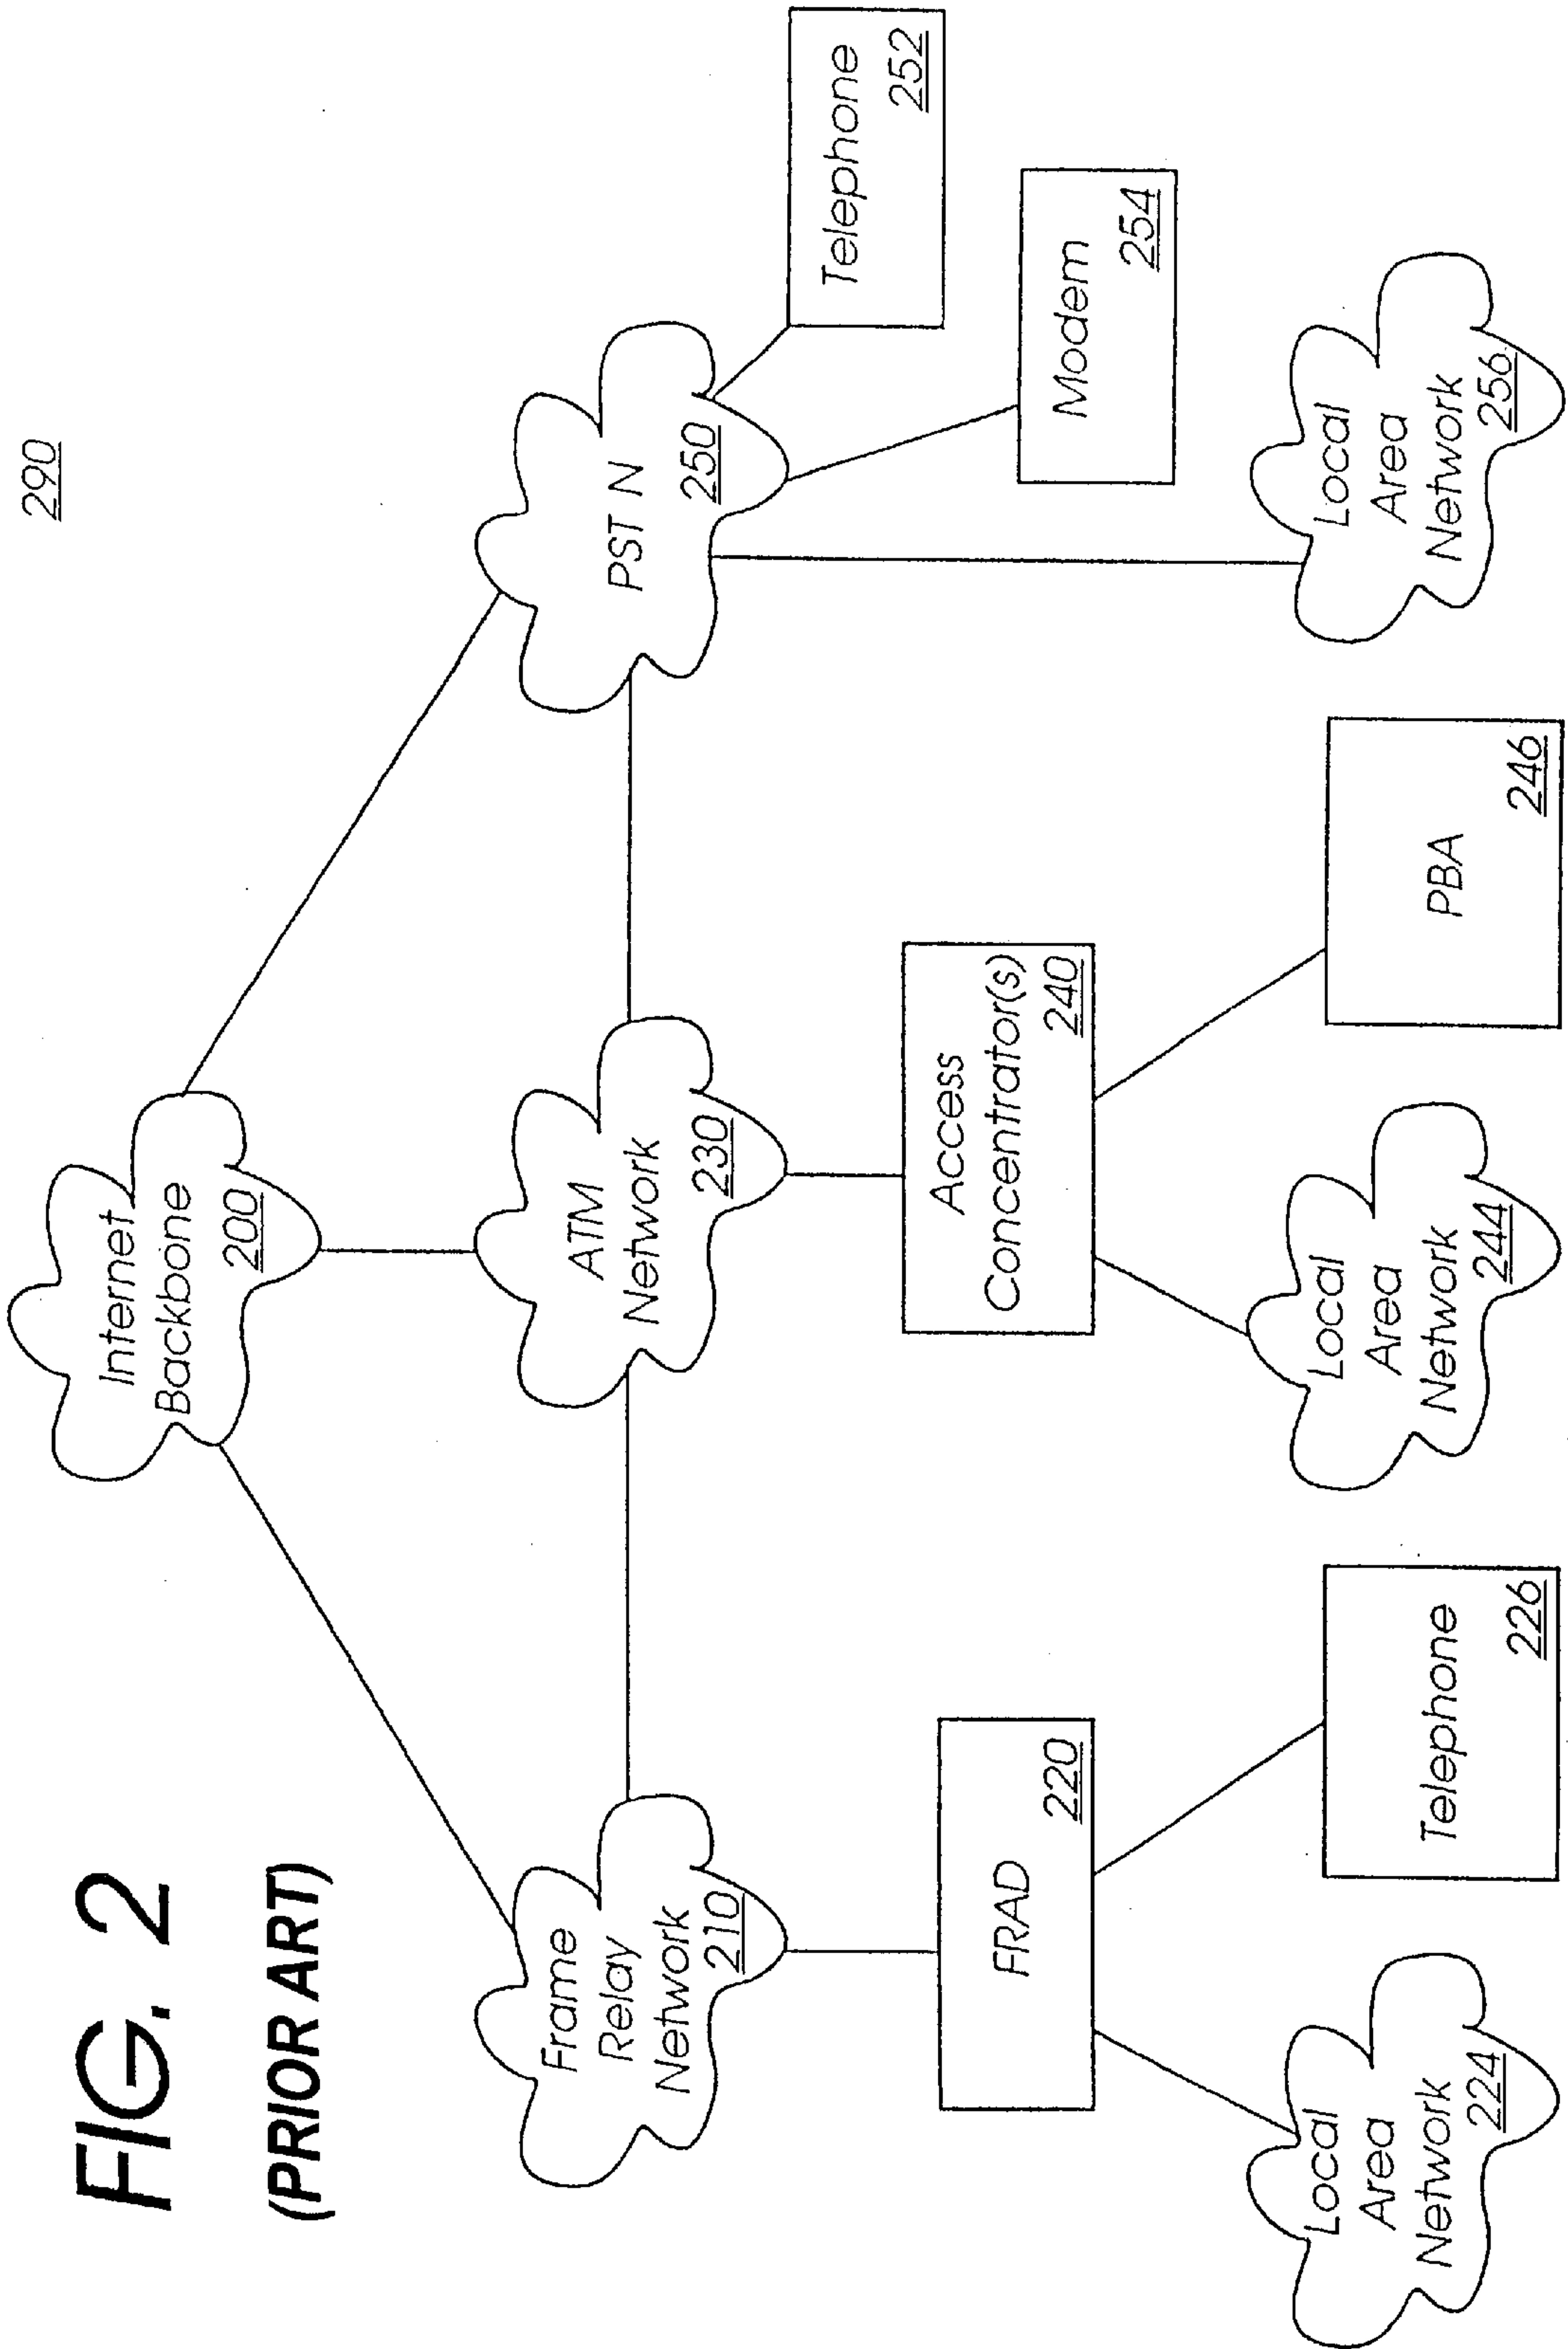 FIG. 2
(PRIOR ART)
290
Internet
Backbone
200
Frame
Relay
Network
210
ATM
Network
230
PST N
250
Telephone
252
Modem
254
FRAD
220
Access
Concentrator(s)
240
Local
Area
Network
224
Telephone
226
Local
Area
Network
244
PBA
246
Local
Area
Network
256